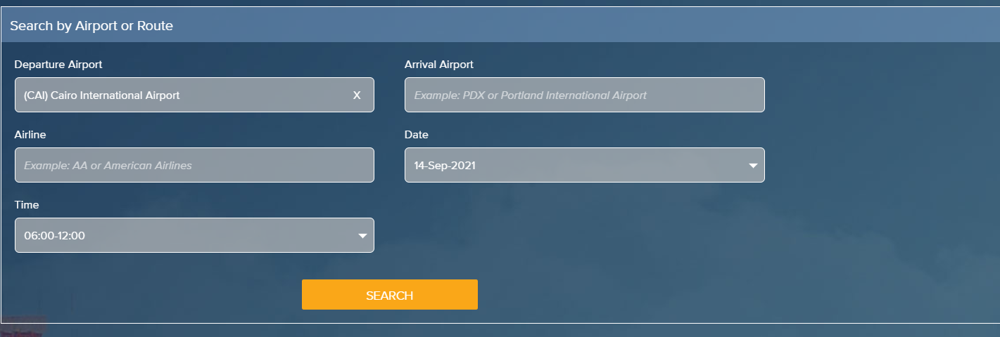 Search by Airport or Route
Departure Airport
Arrival Airport
(CAI) Cairo International Airport X
Example: PDX or Portland International Airport
Airline
Date
Example: AA or American Airlines
14-Sep-2021
Time
06:00-12:00
SEARCH